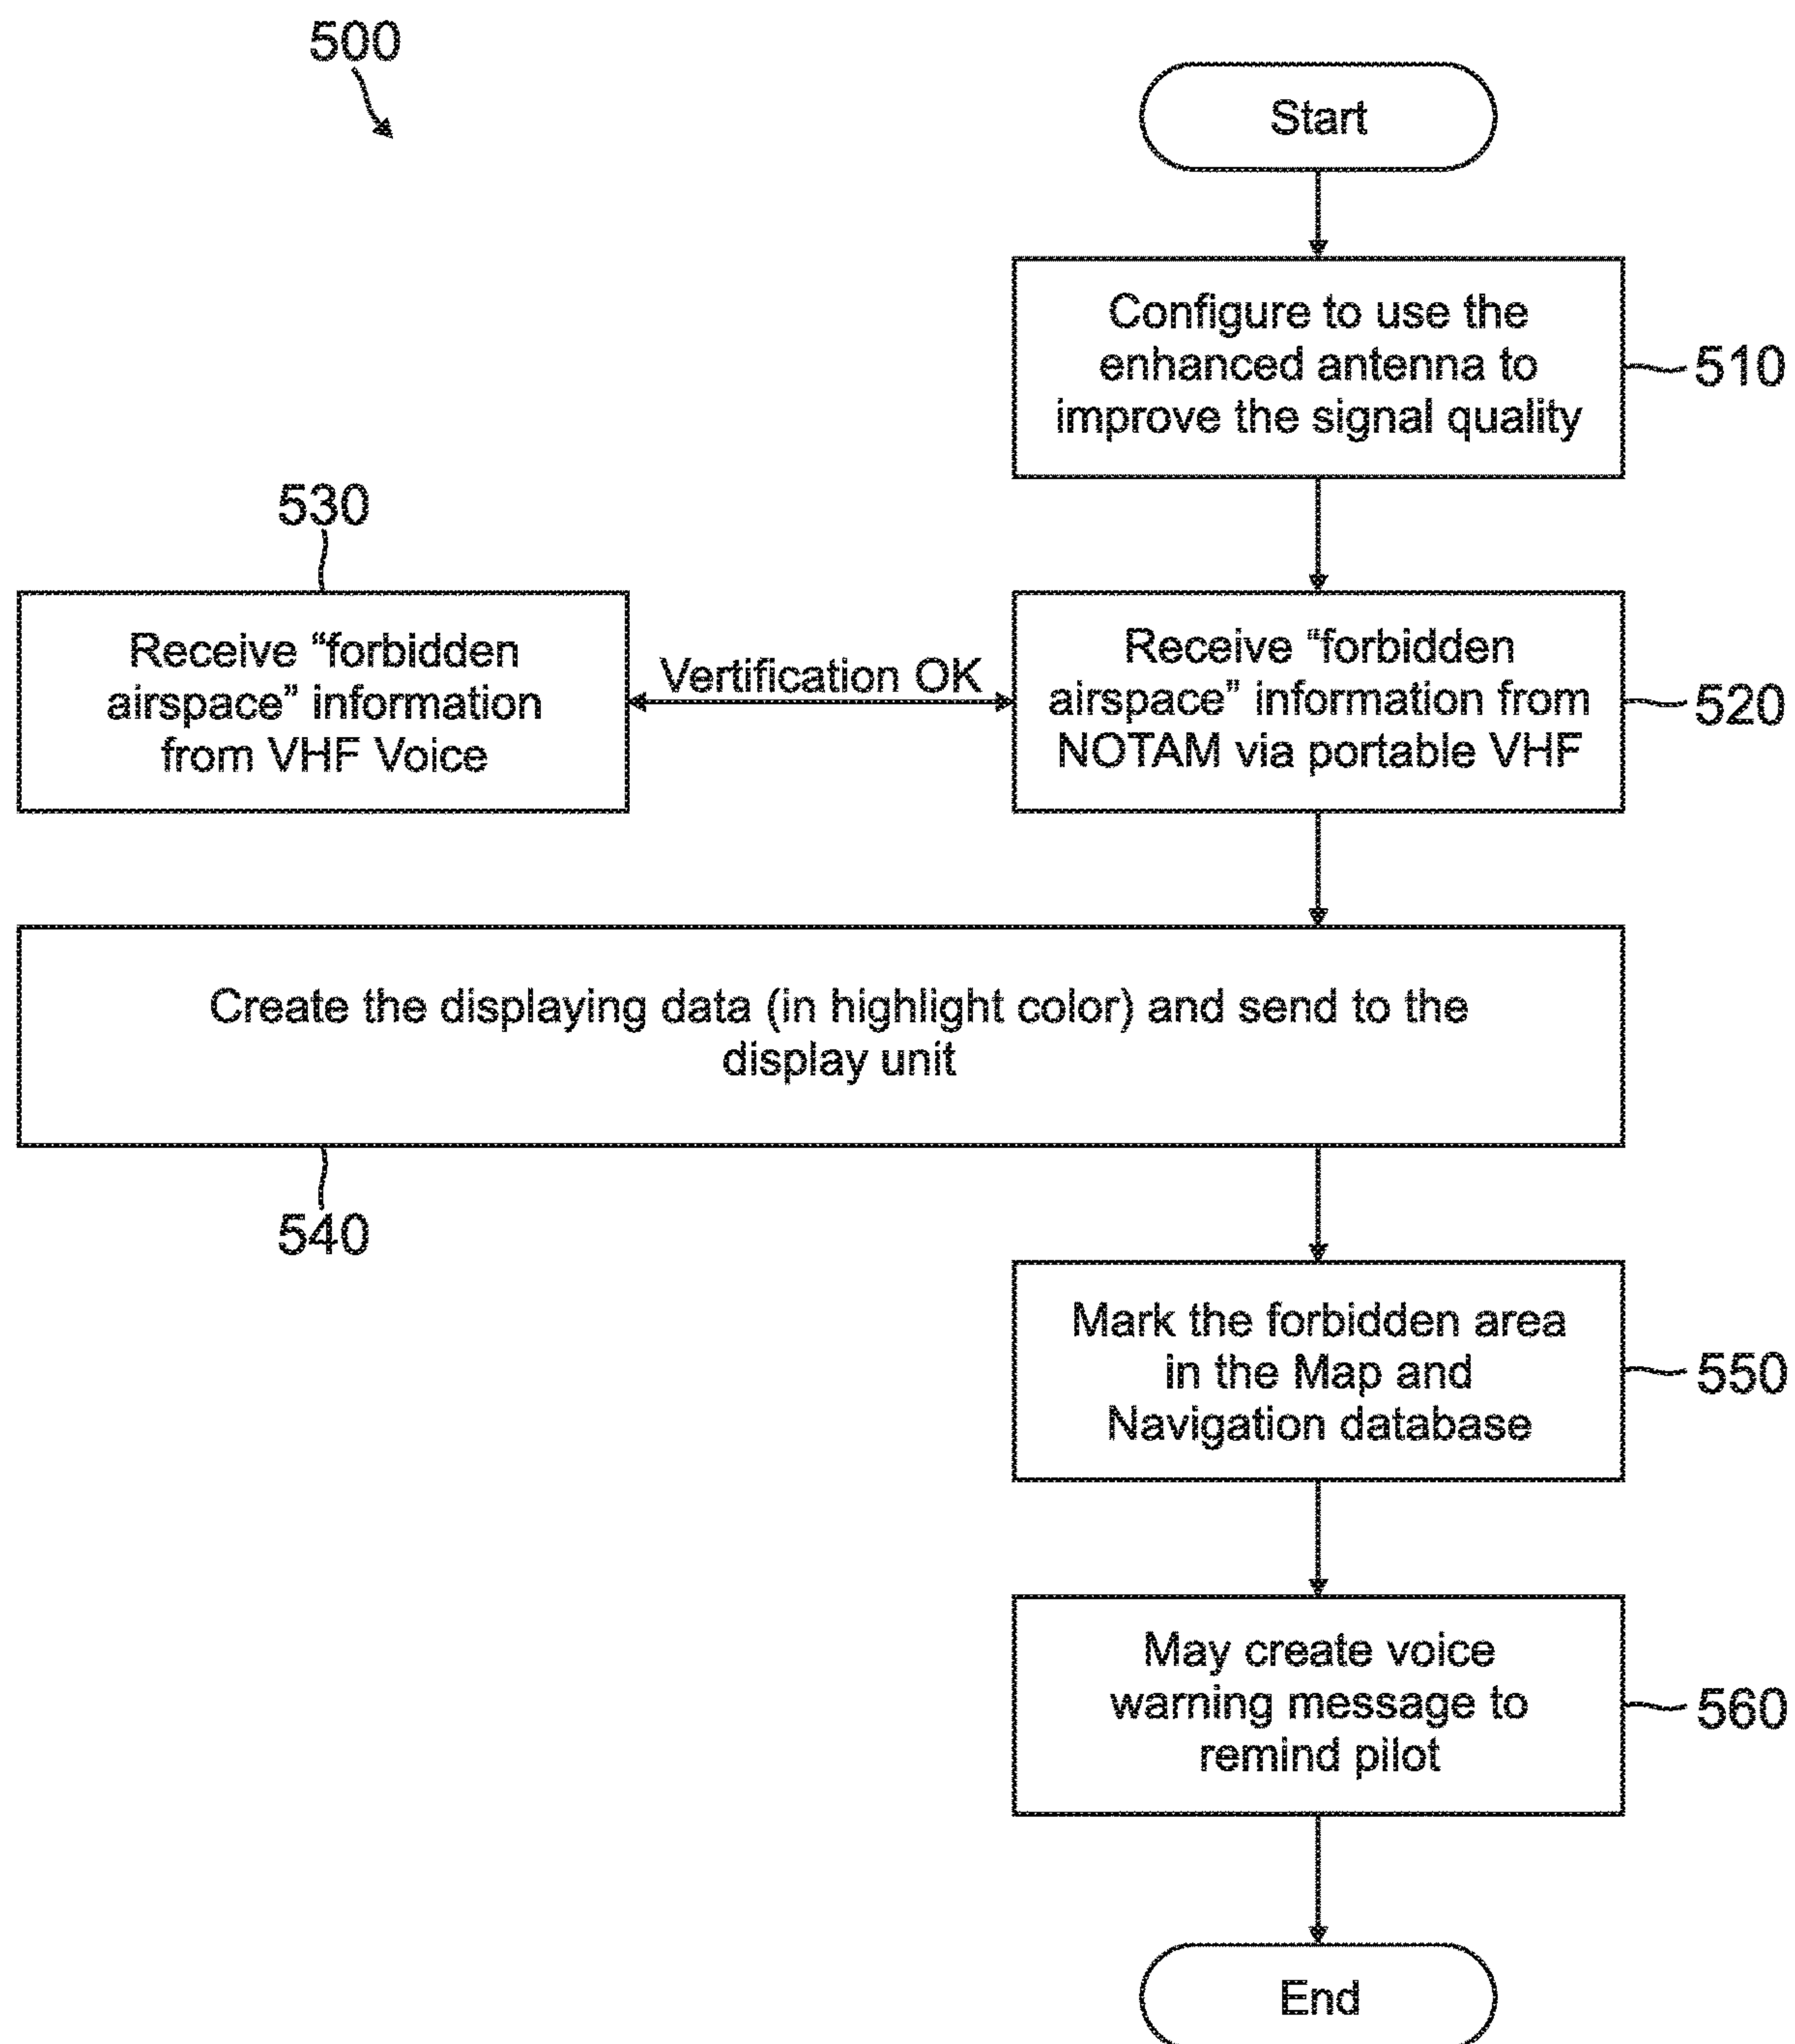 500
Start
Configure to use the
enhanced antenna to
improve the signal quality
510
530
Receive “forbidden
airspace” information
from VHF Voice
Vertification OK
Receive “forbidden
airspace” information from
NOTAM via portable VHF
520
Create the displaying data (in highlight color) and send to the
display unit
540
Mark the forbidden area
in the Map and
Navigation database
550
May create voice
warning message to
remind pilot
560
End